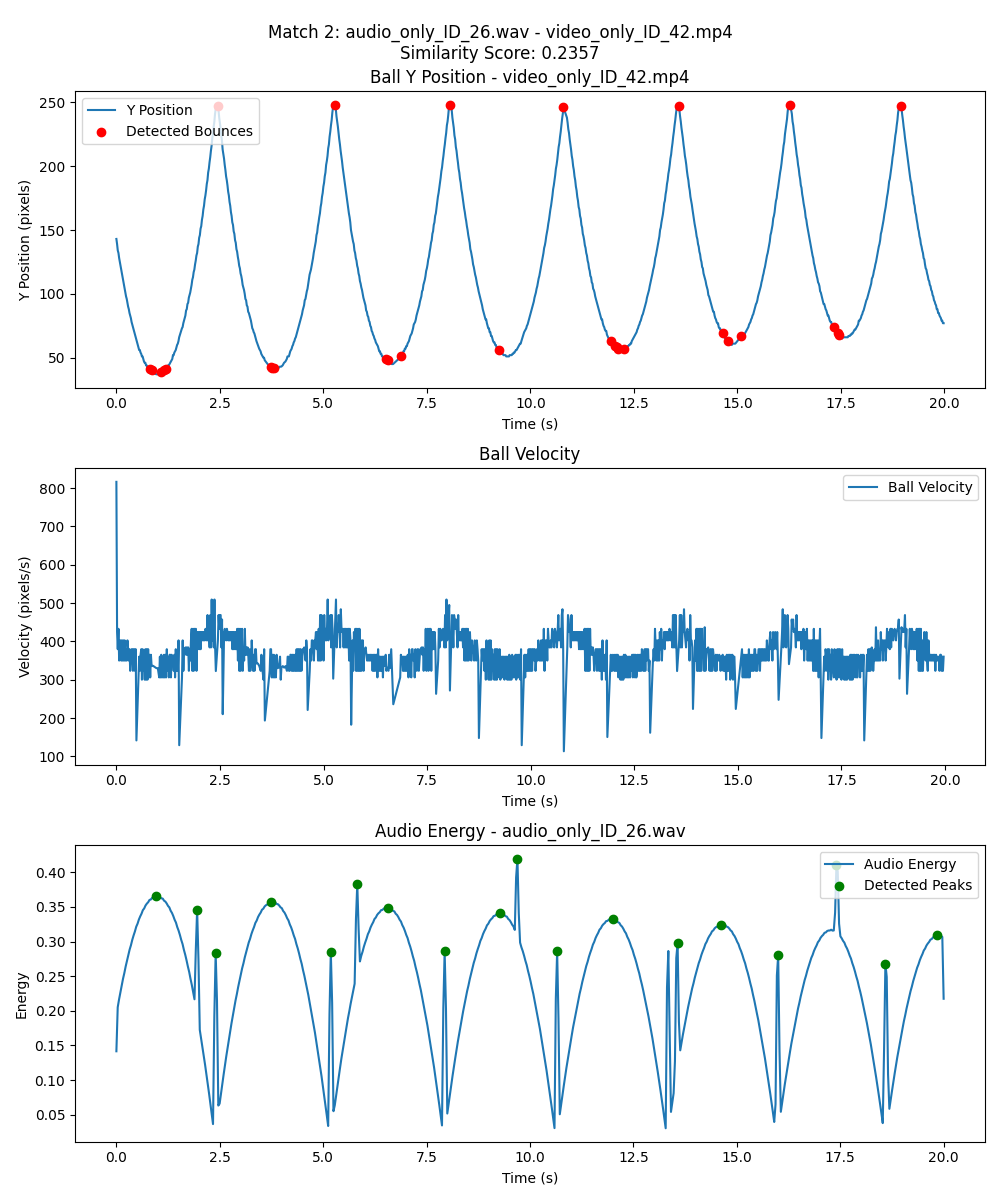 Match 2: audio_only_ID_26.wav - video_only_ID_42.mp4
Similarity Score: 0.2357
Ball Y Position - video_only_ID_42.mp4
Y Position
Detected Bounces
250
200
150
100
50
Y Position (pixels)
0.0 2.5 5.0 7.5 10.0 12.5 15.0 17.5 20.0
Time (s)
Ball Velocity
Ball Velocity
800
700
600
500
400
300
200
100
Velocity (pixels/s)
0.0 2.5 5.0 7.5 10.0 12.5 15.0 17.5 20.0
Time (s)
Audio Energy - audio_only_ID_26.wav
Audio Energy
Detected Peaks
0.40
0.35
0.30
0.25
0.20
0.15
0.10
0.05
Energy
0.0 2.5 5.0 7.5 10.0 12.5 15.0 17.5 20.0
Time (s)